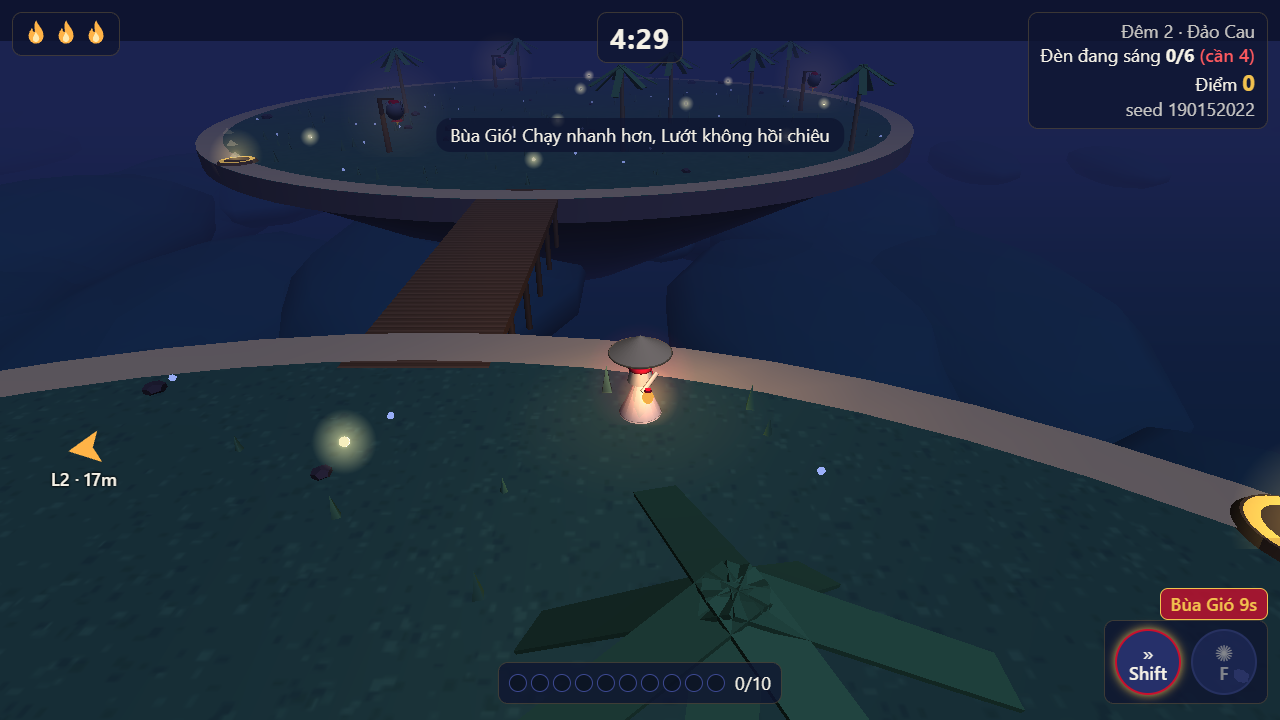 4:29
Đêm 2 · Đảo Cau
Đèn đang sáng 0/6 (cần 4)
Điểm 0
seed 190152022
Bùa Gió! Chạy nhanh hơn, Lướt không hồi chiêu
L2 · 17m
Bùa Gió 9s
»
Shift
F
0/10